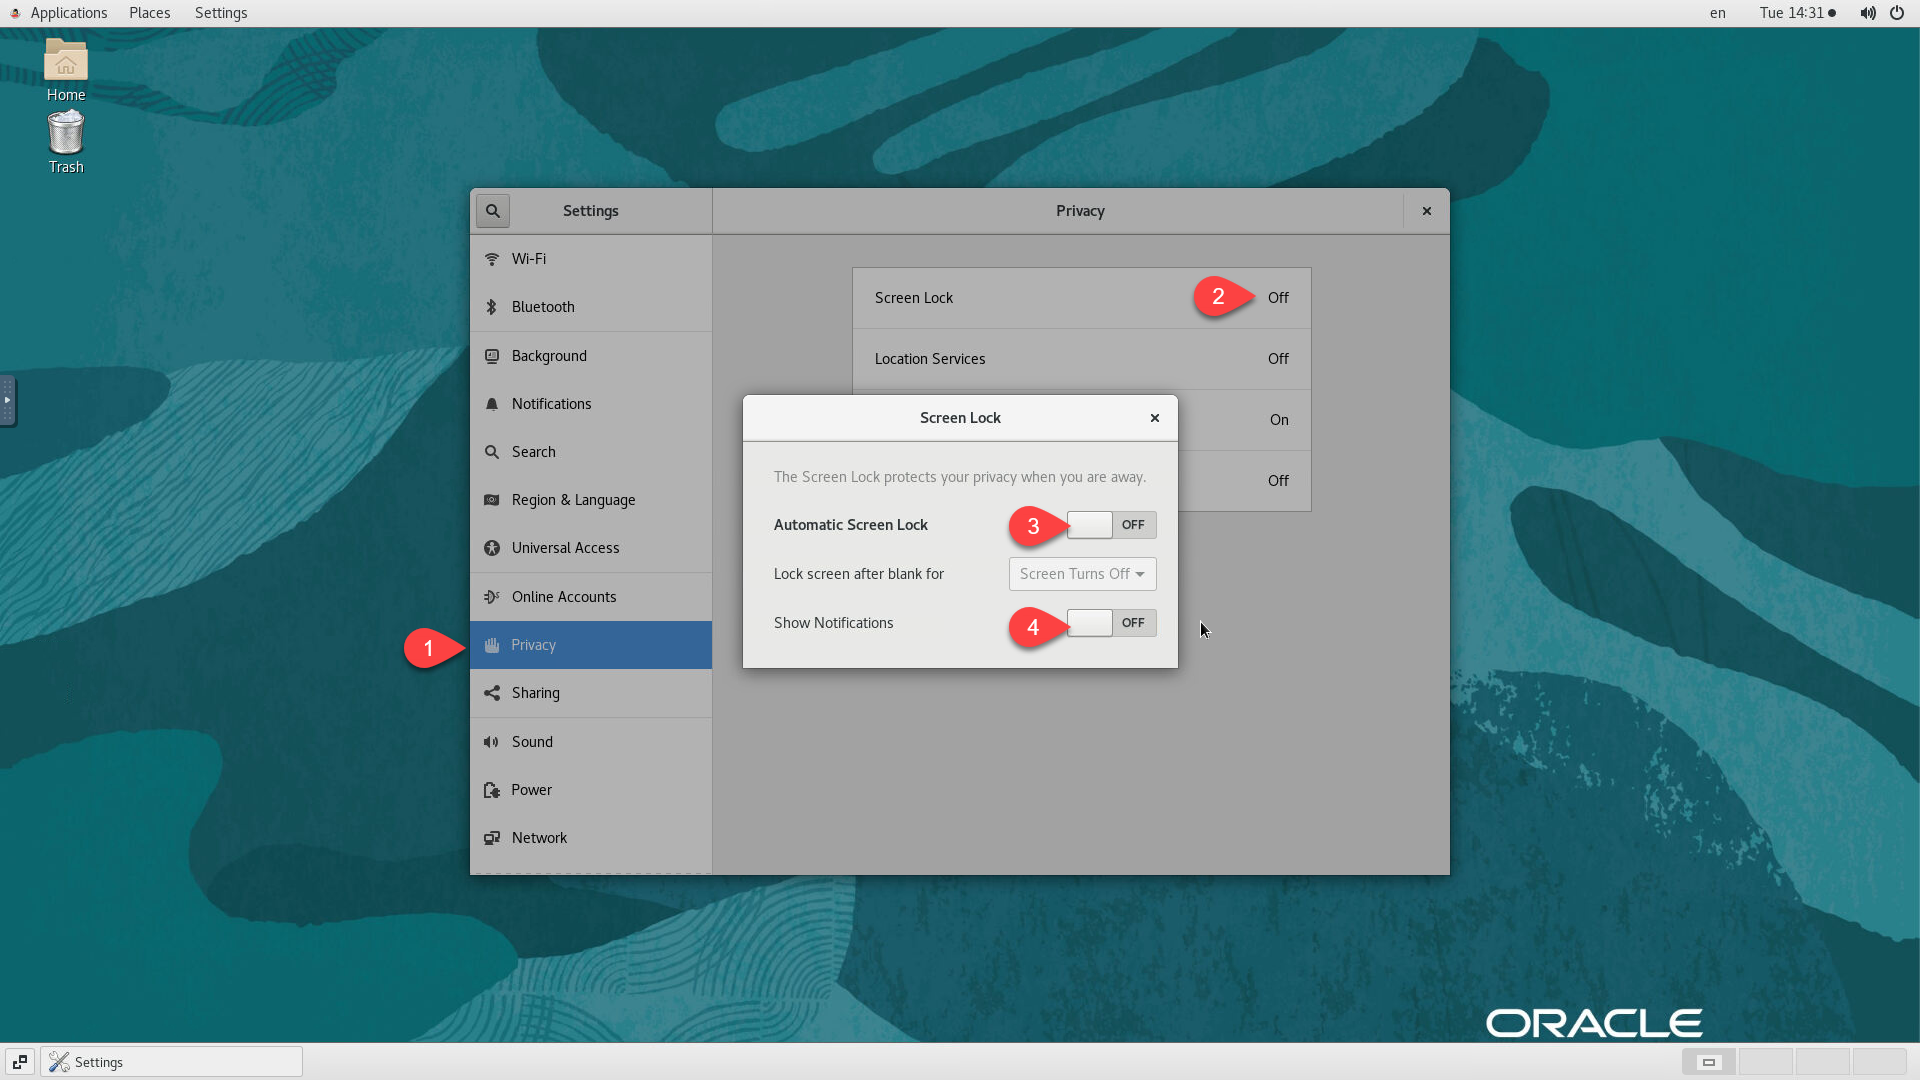 Applications Places Settings en Tue 14:31
Home
Trash
Settings Privacy
Wi-Fi
Bluetooth
Background
Notifications
Search
Region & Language
Universal Access
Online Accounts
1 Privacy
Sharing
Sound
Power
Network
Screen Lock 2 Off
Location Services Off
On
Off
Screen Lock
The Screen Lock protects your privacy when you are away.
Automatic Screen Lock 3 OFF
Lock screen after blank for Screen Turns Off
Show Notifications 4 OFF
ORACLE
Settings